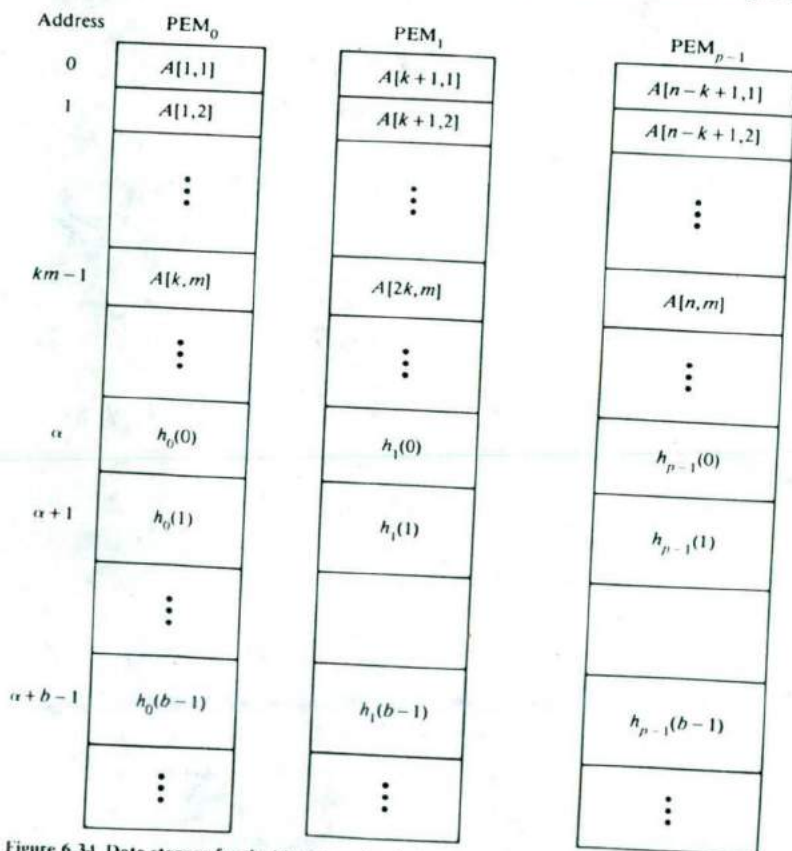 Address PEM₀ PEM₁ PEMₚ₋₁
0 A[1,1] A[k+1,1] A[n−k+1,1]
1 A[1,2] A[k+1,2] A[n−k+1,2]
⋮ ⋮ ⋮
km−1 A[k,m] A[2k,m] A[n,m]
⋮ ⋮ ⋮
α h₀(0) h₁(0) hₚ₋₁(0)
α+1 h₀(1) h₁(1) hₚ₋₁(1)
⋮
α+b−1 h₀(b−1) h₁(b−1) hₚ₋₁(b−1)
⋮ ⋮ ⋮
Figure 6.34 Data storage